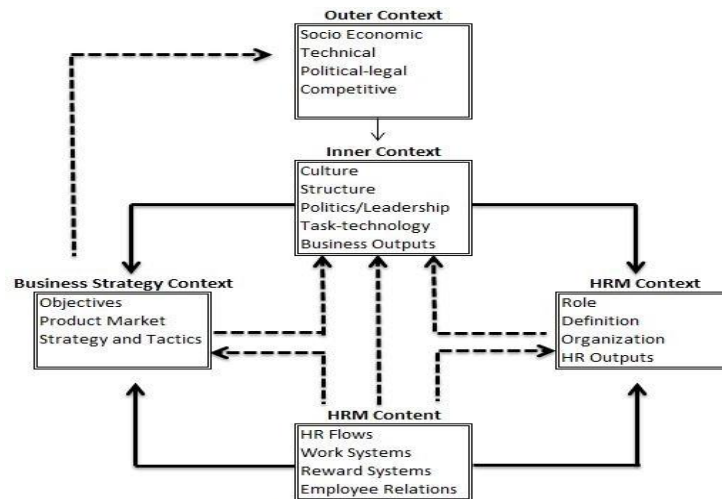 Outer Context
Socio Economic
Technical
Political-legal
Competitive
Inner Context
Culture
Structure
Politics/Leadership
Task-technology
Business Outputs
Business Strategy Context
Objectives
Product Market
Strategy and Tactics
HRM Context
Role
Definition
Organization
HR Outputs
HRM Content
HR Flows
Work Systems
Reward Systems
Employee Relations